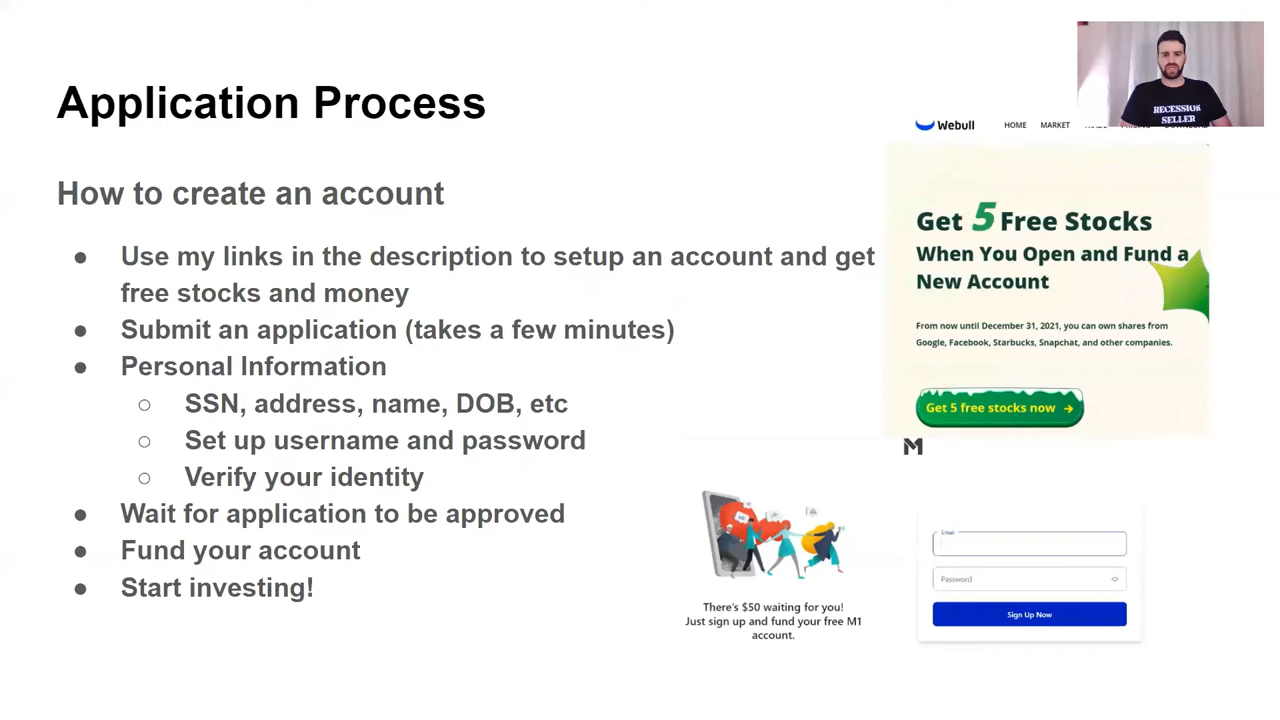 Application Process
How to create an account
● Use my links in the description to setup an account and get
free stocks and money
● Submit an application (takes a few minutes)
● Personal Information
○ SSN, address, name, DOB, etc
○ Set up username and password
○ Verify your identity
● Wait for application to be approved
● Fund your account
● Start investing!
RECESSION
SELLER
Webull HOME MARKET
Get 5 Free Stocks
When You Open and Fund a
New Account
From now until December 31, 2021, you can own shares from
Google, Facebook, Starbucks, Snapchat, and other companies.
Get 5 free stocks now →
M
There's $50 waiting for you!
Just sign up and fund your free M1
account.
Email
Password
Sign Up Now